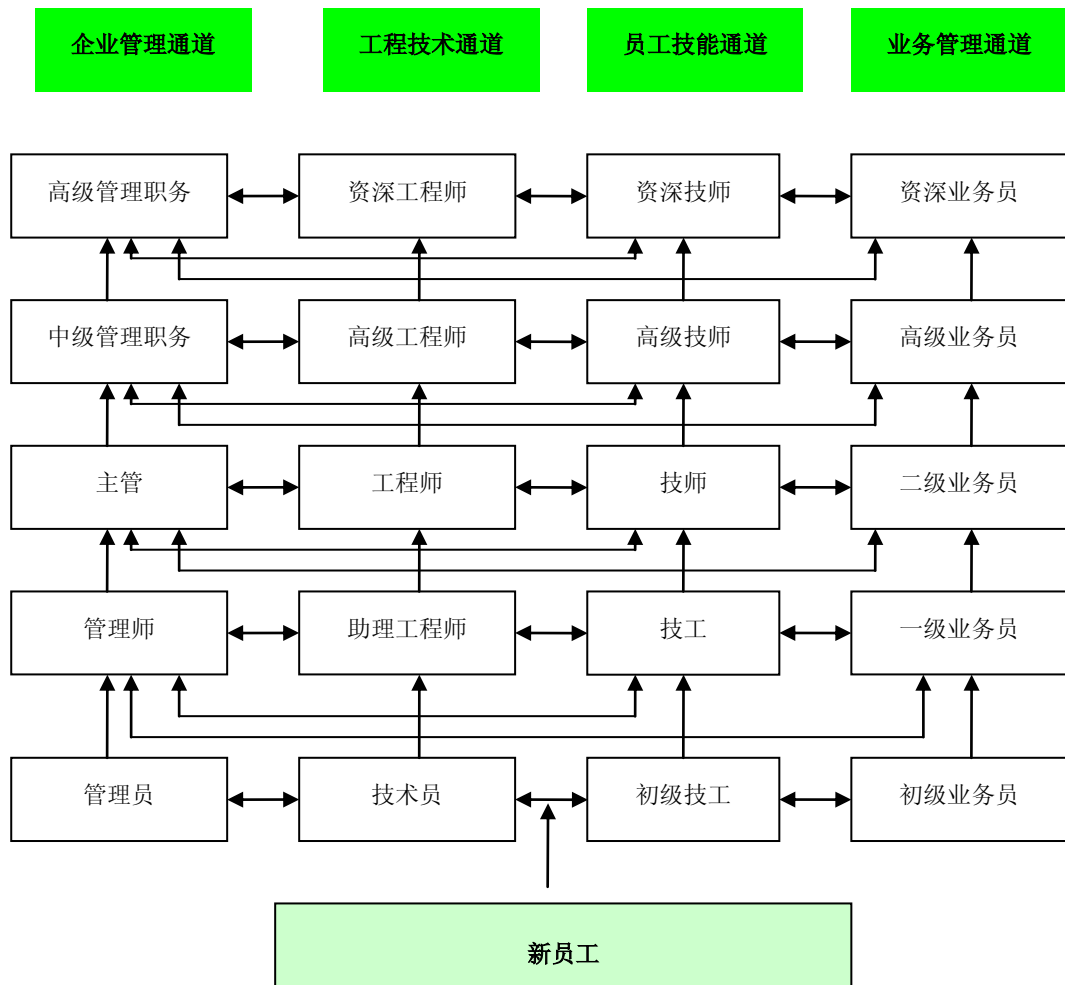 企业管理通道
工程技术通道
员工技能通道
业务管理通道
高级管理职务
资深工程师
资深技师
资深业务员
中级管理职务
高级工程师
高级技师
高级业务员
主管
工程师
技师
二级业务员
管理师
助理工程师
技工
一级业务员
管理员
技术员
初级技工
初级业务员
新员工